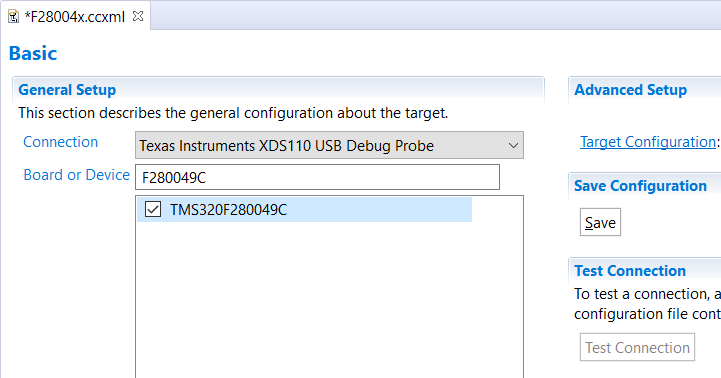 *F28004x.ccxml
Basic
General Setup
This section describes the general configuration about the target.
Connection
Texas Instruments XDS110 USB Debug Probe
Board or Device
F280049C
TMS320F280049C
Advanced Setup
Target Configuration:
Save Configuration
Save
Test Connection
To test a connection, a
configuration file cont
Test Connection